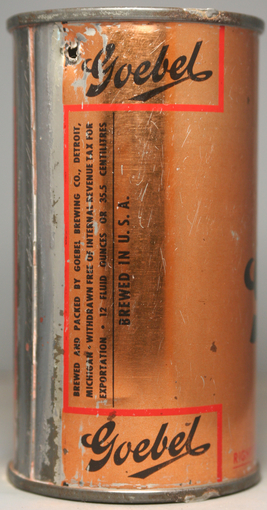 Goebel
BREWED AND PACKED BY GOEBEL BREWING CO., DETROIT,
MICHIGAN - WITHDRAWN FREE OF INTERNAL REVENUE TAX FOR
EXPORTATION • 12 FLUID OUNCES OR 35.5 CENTILITRES
BREWED IN U.S.A.
Goebel